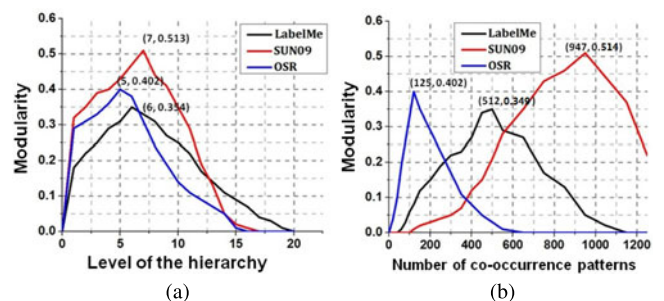 0.6
0.5
0.4
0.3
0.2
0.1
0.0
Modularity
(7, 0.513)
(5, 0.402)
(6, 0.354)
LabelMe
SUN09
OSR
0 5 10 15 20
Level of the hierarchy
(a)
0.6
0.5
0.4
0.3
0.2
0.1
0.0
Modularity
LabelMe
SUN09
OSR
(947, 0.514)
(125, 0.402)
(512, 0.349)
0 200 400 600 800 1000 1200
Number of co-occurrence patterns
(b)